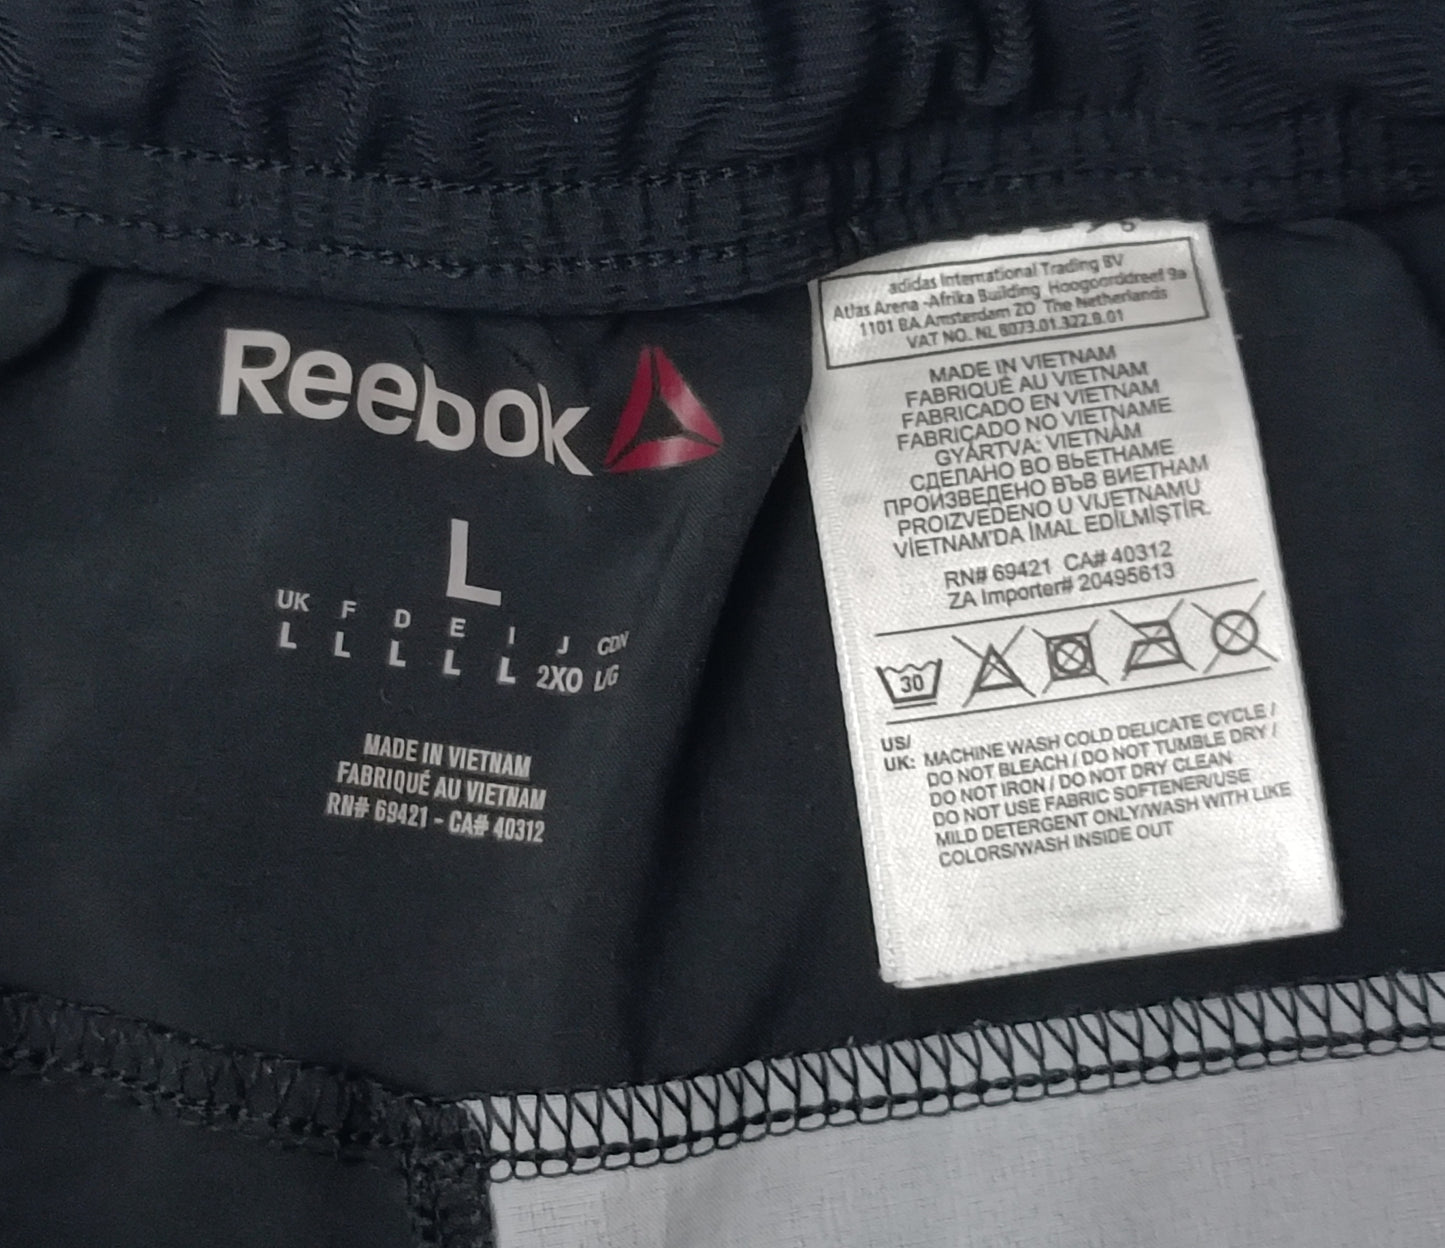 Reebok
L
UK F D E I J CDN
L L L L L 2XO L/G
MADE IN VIETNAM
FABRIQUÉ AU VIETNAM
RN# 69421 - CA# 40312
adidas International Trading BV
Atlas Arena -Afrika Building Hoogoorddreef 9a
1101 BA Amsterdam ZO The Netherlands
VAT NO. NL 8073.01.322.B.01
MADE IN VIETNAM
FABRIQUÉ AU VIETNAM
FABRICADO EN VIETNAM
FABRICADO NO VIETNAME
GYÁRTVA: VIETNÁM
СДЕЛАНО ВО ВЬЕТНАМЕ
ПРОИЗВЕДЕНО ВЪВ ВИЕТНАМ
PROIZVEDENO U VIJETNAMU
VİETNAM'DA İMAL EDİLMİŞTİR.
RN# 69421 CA# 40312
ZA Importer# 20495613
30
US/
UK: MACHINE WASH COLD DELICATE CYCLE /
DO NOT BLEACH / DO NOT TUMBLE DRY /
DO NOT IRON / DO NOT DRY CLEAN
DO NOT USE FABRIC SOFTENER/USE
MILD DETERGENT ONLY/WASH WITH LIKE
COLORS/WASH INSIDE OUT